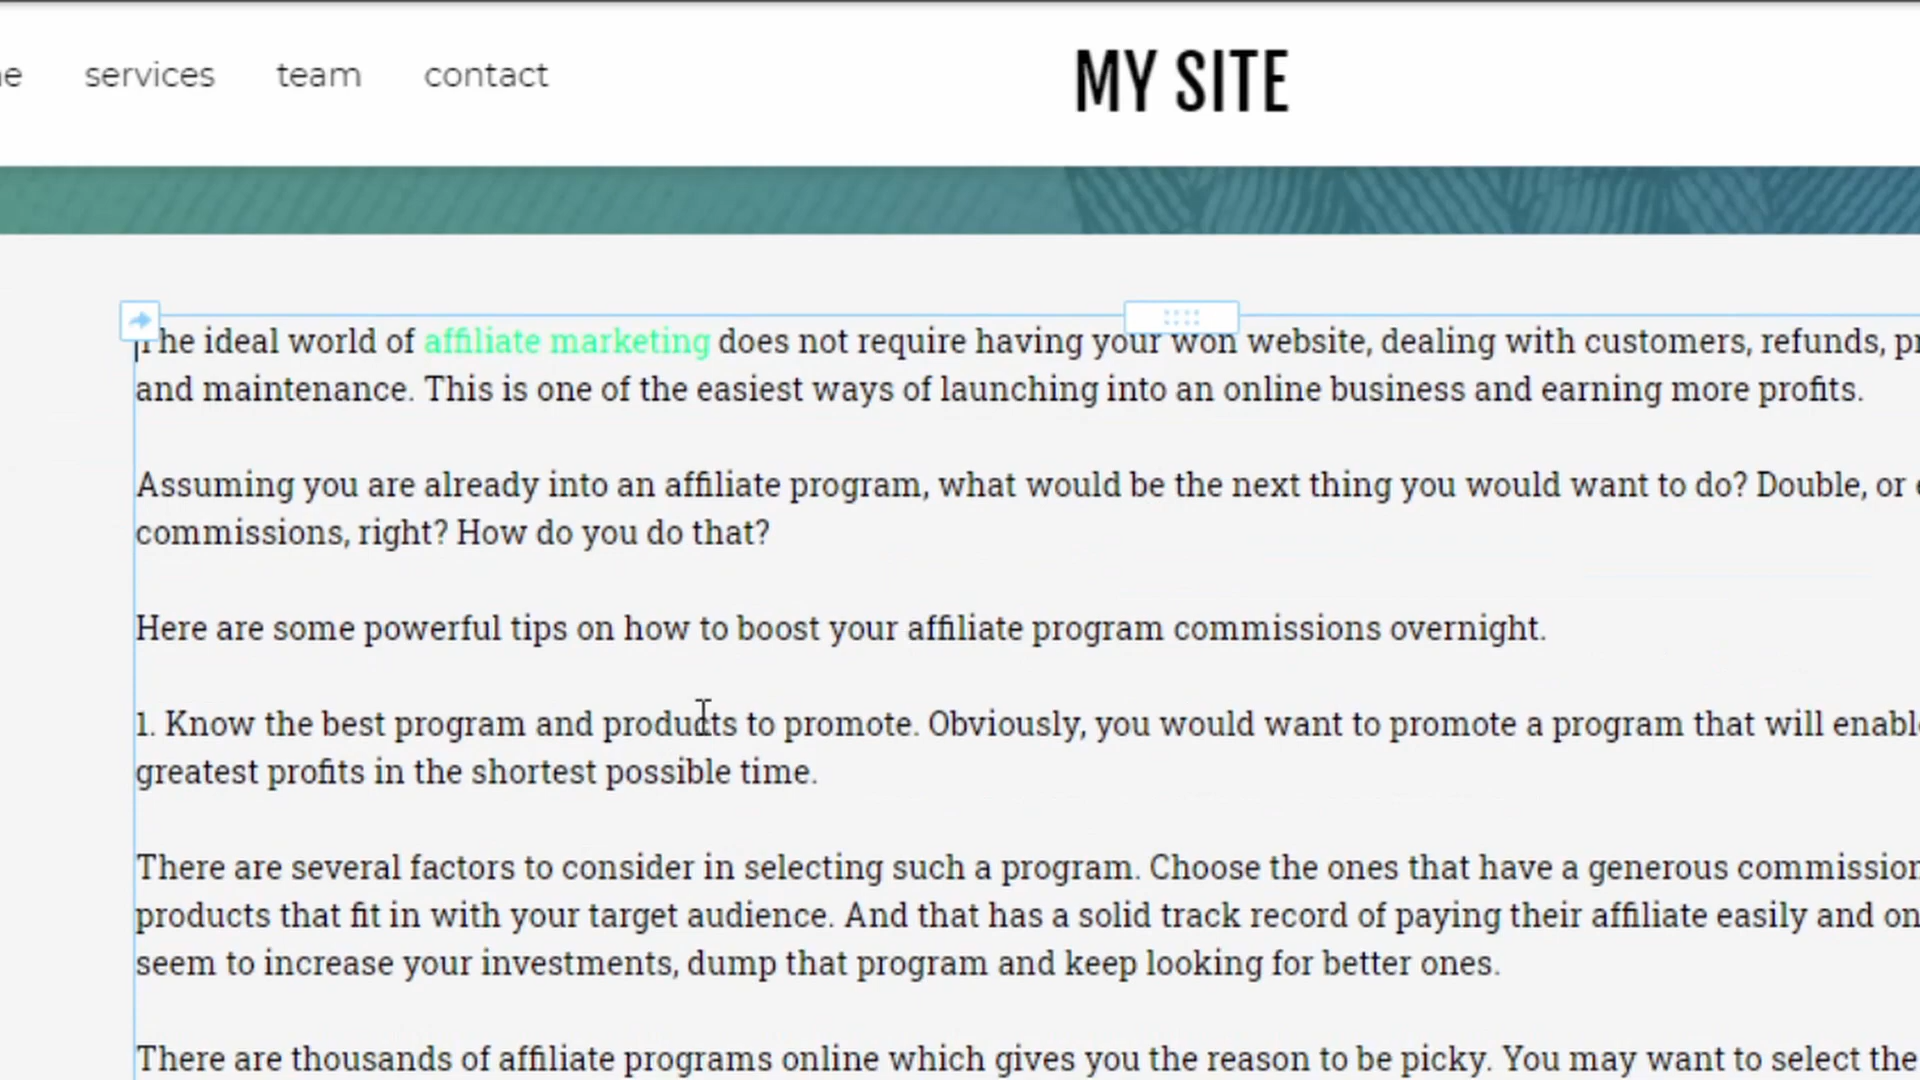 services team contact
MY SITE
The ideal world of affiliate marketing does not require having your won website, dealing with customers, refunds,
and maintenance. This is one of the easiest ways of launching into an online business and earning more profits.
Assuming you are already into an affiliate program, what would be the next thing you would want to do? Double, or
commissions, right? How do you do that?
Here are some powerful tips on how to boost your affiliate program commissions overnight.
1. Know the best program and products to promote. Obviously, you would want to promote a program that will
greatest profits in the shortest possible time.
There are several factors to consider in selecting such a program. Choose the ones that have a generous commission
products that fit in with your target audience. And that has a solid track record of paying their affiliate easily and on
seem to increase your investments, dump that program and keep looking for better ones.
There are thousands of affiliate programs online which gives you the reason to be picky. You may want to select the